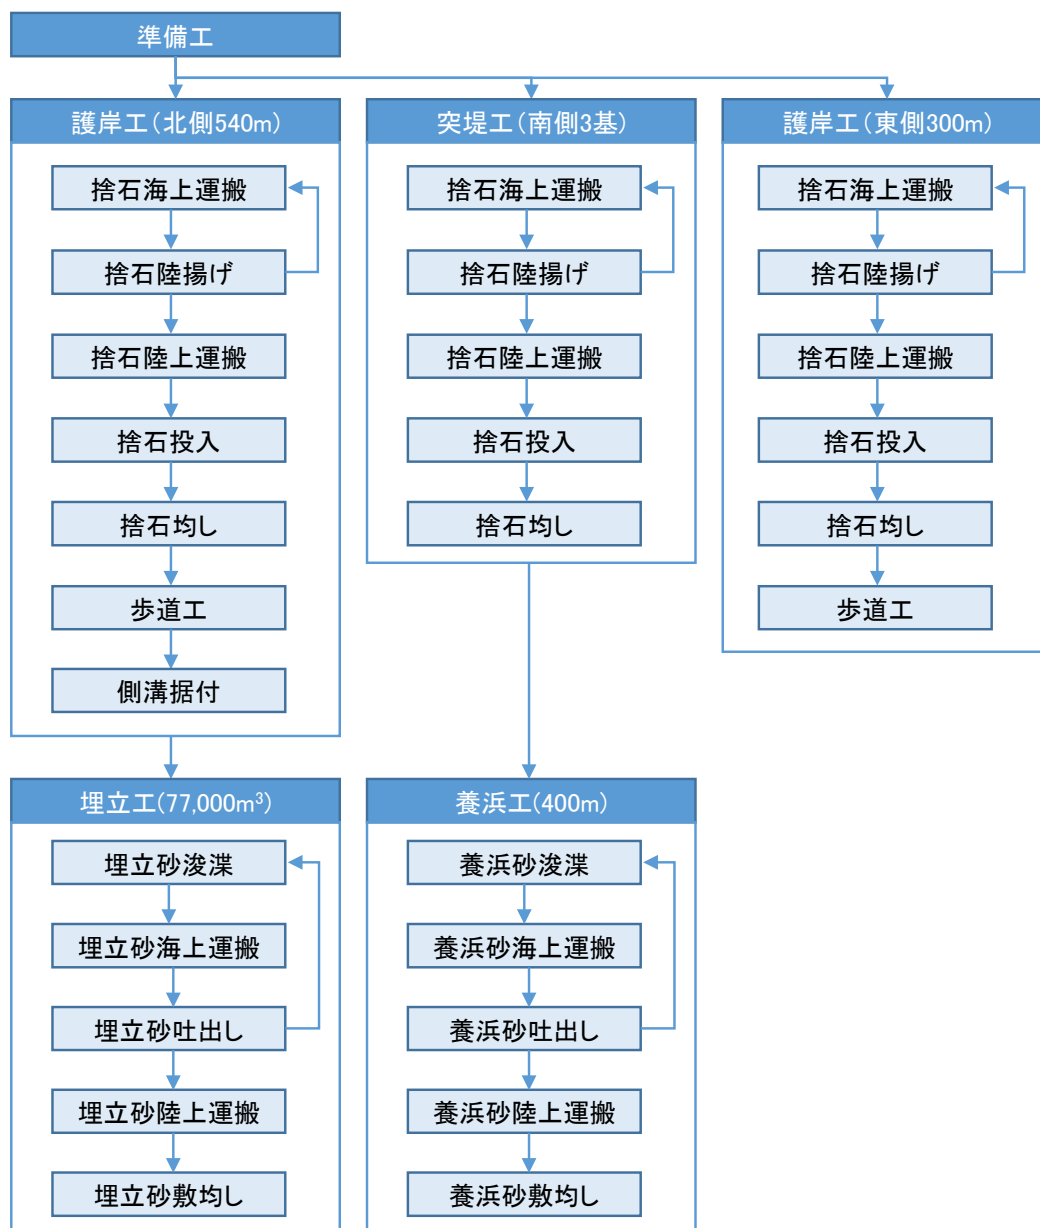 準備工
護岸工（北側540m）
捨石海上運搬
捨石陸揚げ
捨石陸上運搬
捨石投入
捨石均し
歩道工
側溝据付
突堤工（南側3基）
捨石海上運搬
捨石陸揚げ
捨石陸上運搬
捨石投入
捨石均し
護岸工（東側300m）
捨石海上運搬
捨石陸揚げ
捨石陸上運搬
捨石投入
捨石均し
歩道工
埋立工(77,000m³)
埋立砂浚渫
埋立砂海上運搬
埋立砂吐出し
埋立砂陸上運搬
埋立砂敷均し
養浜工(400m)
養浜砂浚渫
養浜砂海上運搬
養浜砂吐出し
養浜砂陸上運搬
養浜砂敷均し